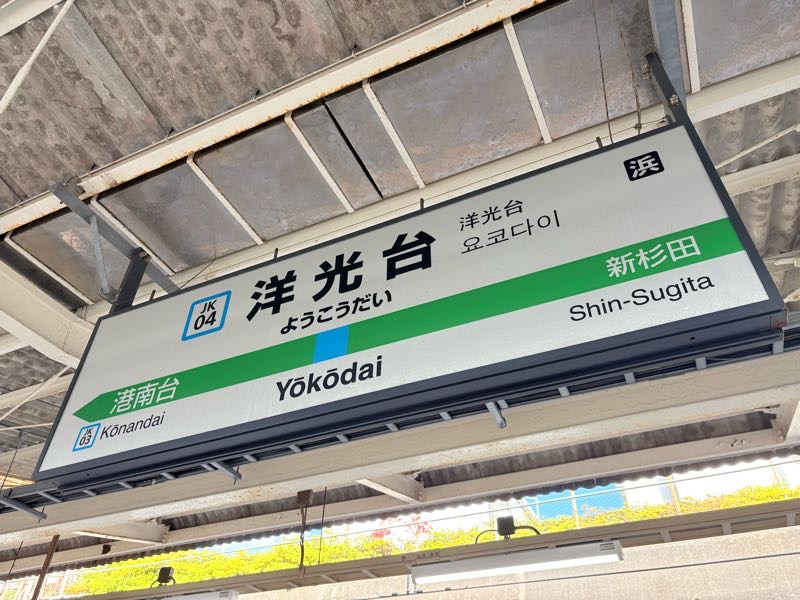 浜
JK
04
洋光台
洋光台
요코다이
ようこうだい
港南台
新杉田
JK
03
Kōnandai
Yōkōdai
Shin-Sugita